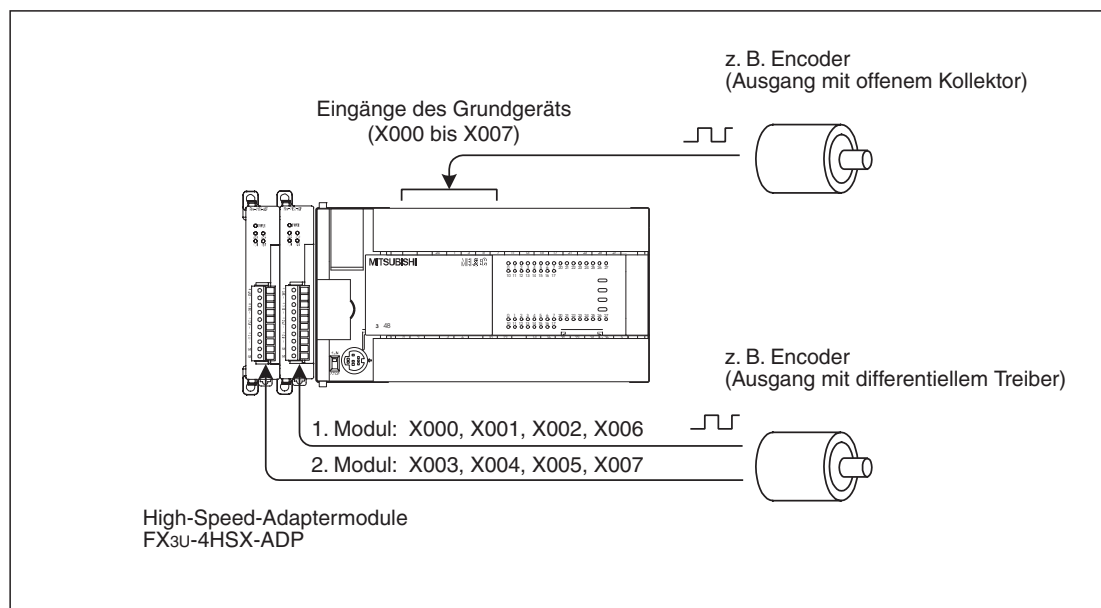 z. B. Encoder
(Ausgang mit offenem Kollektor)
Eingänge des Grundgeräts
(X000 bis X007)
MITSUBISHI
z. B. Encoder
(Ausgang mit differentiellem Treiber)
1. Modul: X000, X001, X002, X006
2. Modul: X003, X004, X005, X007
High-Speed-Adaptermodule
FX3U-4HSX-ADP